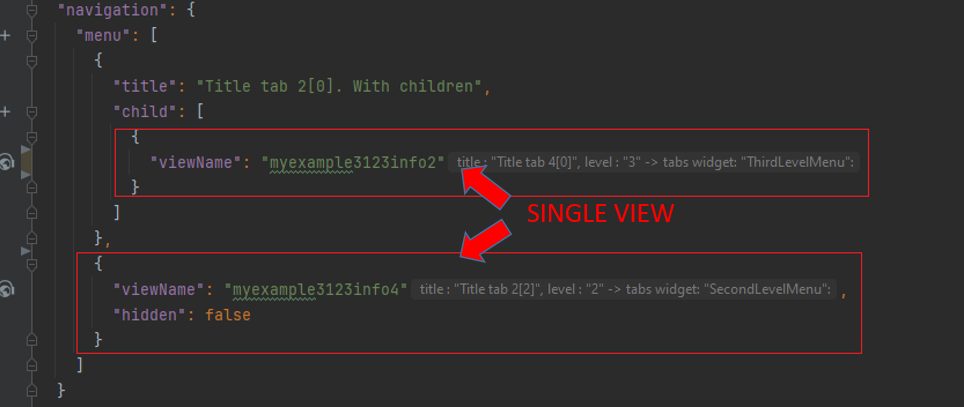 "navigation": {
"menu": [
{
"title": "Title tab 2[0]. With children",
"child": [
{
"viewName": "myexample3123info2" title : "Title tab 4[0]", level : "3" -> tabs widget: "ThirdLevelMenu":
}
SINGLE VIEW
]
},
{
"viewName": "myexample3123info4" title : "Title tab 2[2]", level : "2" -> tabs widget: "SecondLevelMenu": ,
"hidden": false
}
]
}